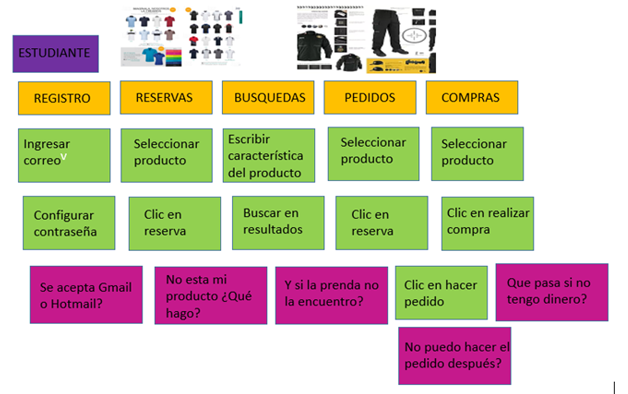 ESTUDIANTE
REGISTRO
RESERVAS
BUSQUEDAS
PEDIDOS
COMPRAS
Ingresar
correo
v
Seleccionar
producto
Escribir
característica
del producto
Seleccionar
producto
Seleccionar
producto
Configurar
contraseña
Clic en
reserva
Buscar en
resultados
Clic en
reserva
Clic en realizar
compra
Se acepta Gmail
o Hotmail?
No esta mi
producto ¿Qué
hago?
Y si la prenda no
la encuentro?
Clic en hacer
pedido
Que pasa si no
tengo dinero?
No puedo hacer el
pedido después?